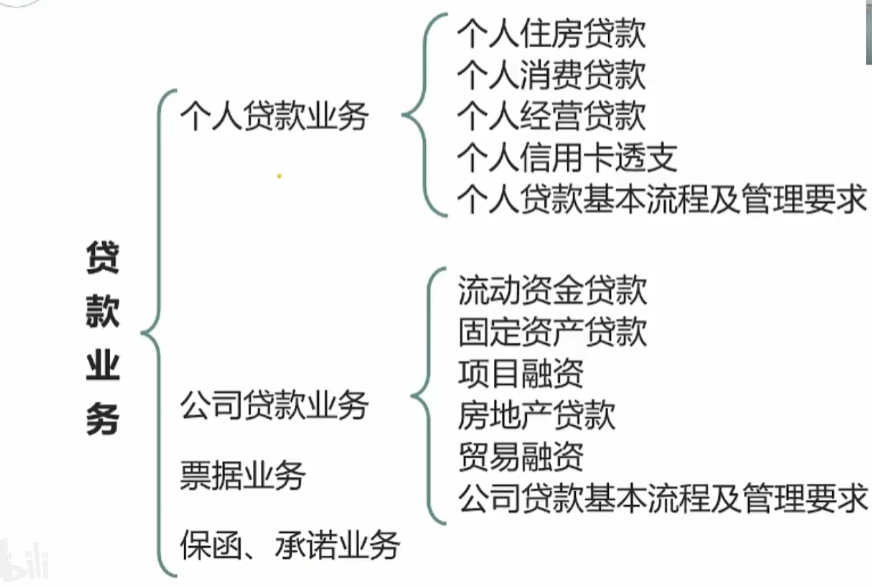 贷款业务
个人贷款业务
个人住房贷款
个人消费贷款
个人经营贷款
个人信用卡透支
个人贷款基本流程及管理要求
公司贷款业务
流动资金贷款
固定资产贷款
项目融资
房地产贷款
贸易融资
公司贷款基本流程及管理要求
票据业务
保函、承诺业务
bili